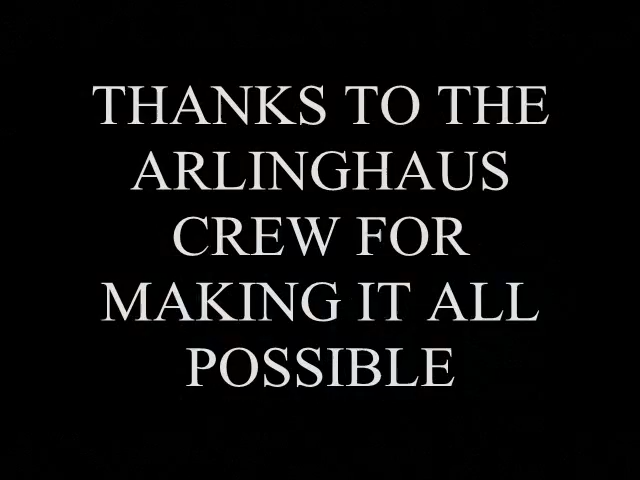 THANKS TO THE
ARLINGHAUS
CREW FOR
MAKING IT ALL
POSSIBLE